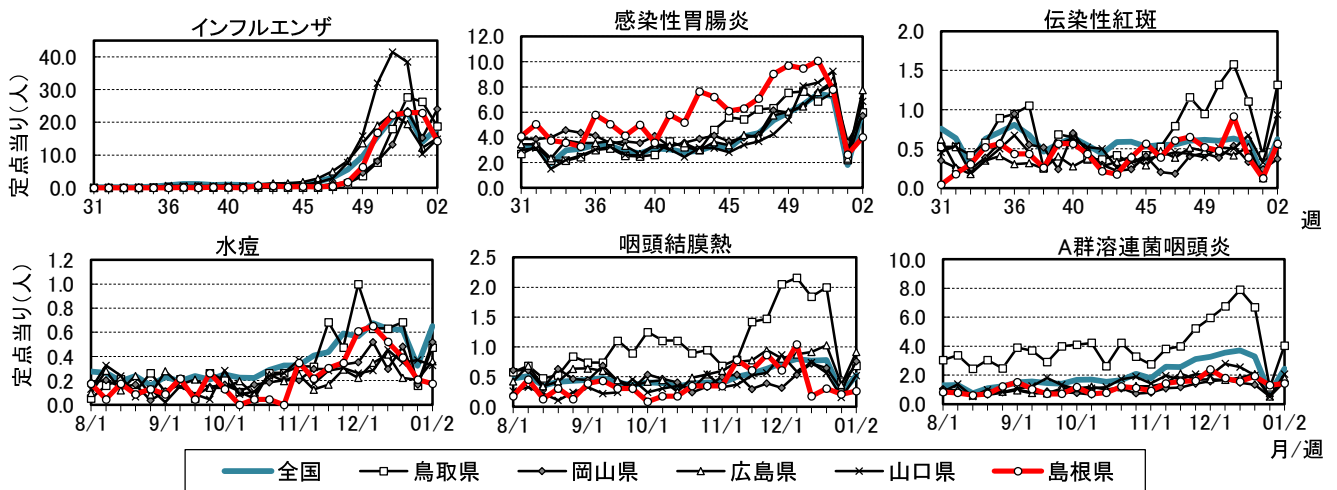 インフルエンザ
感染性胃腸炎
伝染性紅斑
定点当り(人)
40.0
30.0
20.0
10.0
0.0
31 36 40 45 49 02
12.0
10.0
8.0
6.0
4.0
2.0
0.0
31 36 40 45 49 02
2.0
1.5
1.0
0.5
0.0
31 36 40 45 49 02
週
水痘
咽頭結膜熱
A群溶連菌咽頭炎
定点当り(人)
1.2
1.0
0.8
0.6
0.4
0.2
0.0
8/1 9/1 10/1 11/1 12/1 01/2
2.5
2.0
1.5
1.0
0.5
0.0
8/1 9/1 10/1 11/1 12/1 01/2
10.0
8.0
6.0
4.0
2.0
0.0
8/1 9/1 10/1 11/1 12/1 01/2
月/週
全国 鳥取県 岡山県 広島県 山口県 島根県